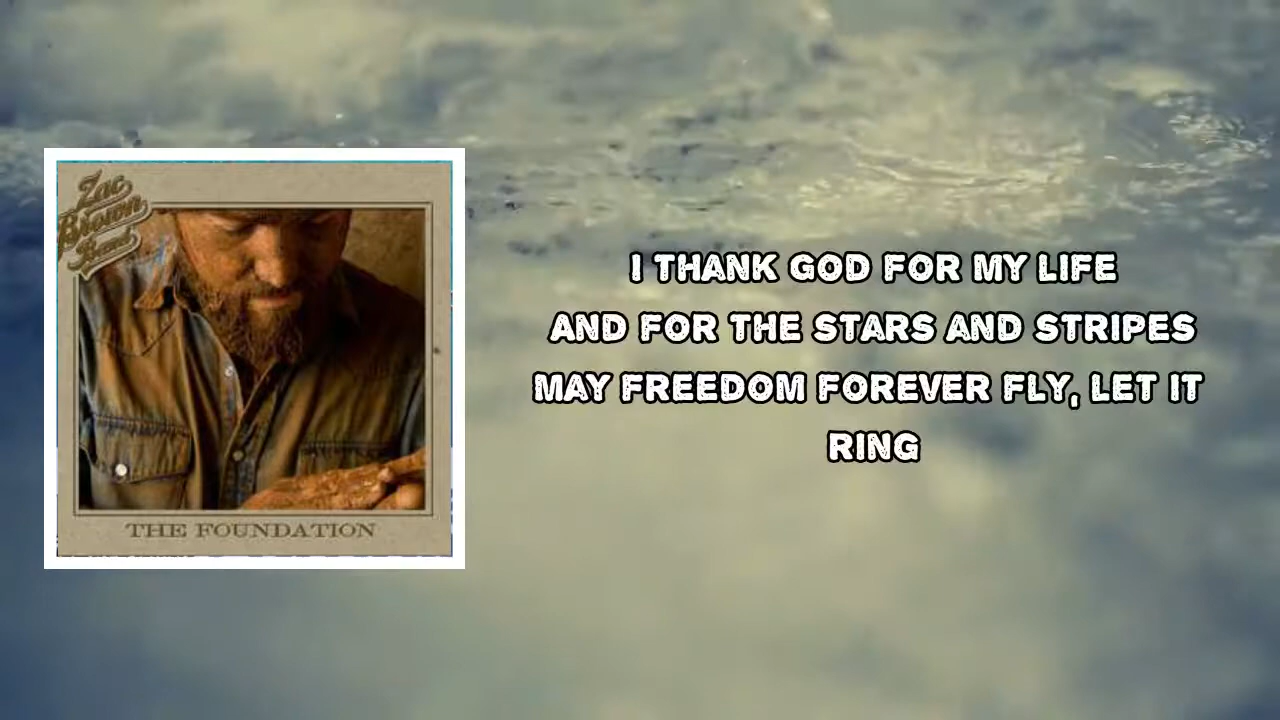 Zac
Brown
Band
THE FOUNDATION
I THANK GOD FOR MY LIFE
AND FOR THE STARS AND STRIPES
MAY FREEDOM FOREVER FLY, LET IT
RING